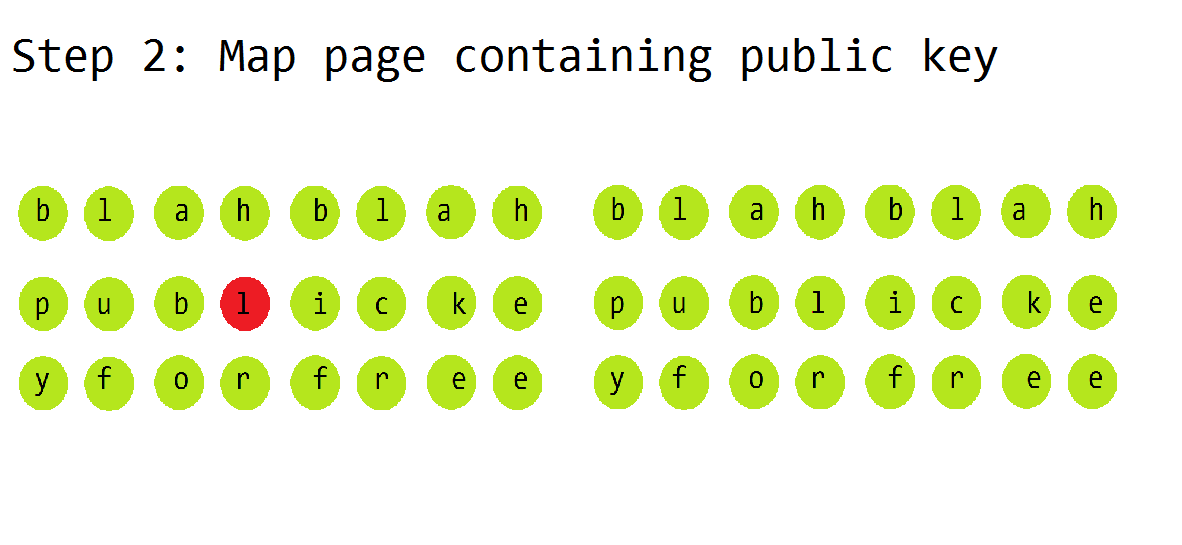 Step 2: Map page containing public key
b l a h b l a h b l a h b l a h
p u b l i c k e p u b l i c k e
y f o r f r e e y f o r f r e e